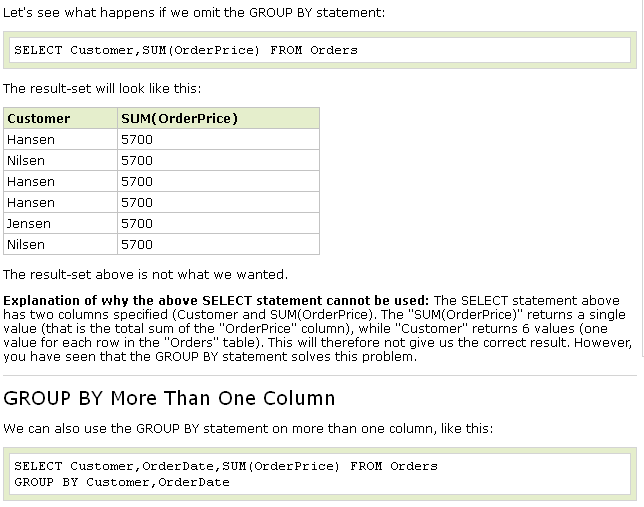 Let's see what happens if we omit the GROUP BY statement:
SELECT Customer,SUM(OrderPrice) FROM Orders
The result-set will look like this:
Customer SUM(OrderPrice)
Hansen 5700
Nilsen 5700
Hansen 5700
Hansen 5700
Jensen 5700
Nilsen 5700
The result-set above is not what we wanted.
Explanation of why the above SELECT statement cannot be used: The SELECT statement above
has two columns specified (Customer and SUM(OrderPrice). The "SUM(OrderPrice)" returns a single
value (that is the total sum of the "OrderPrice" column), while "Customer" returns 6 values (one
value for each row in the "Orders" table). This will therefore not give us the correct result. However,
you have seen that the GROUP BY statement solves this problem.
GROUP BY More Than One Column
We can also use the GROUP BY statement on more than one column, like this:
SELECT Customer,OrderDate,SUM(OrderPrice) FROM Orders
GROUP BY Customer,OrderDate